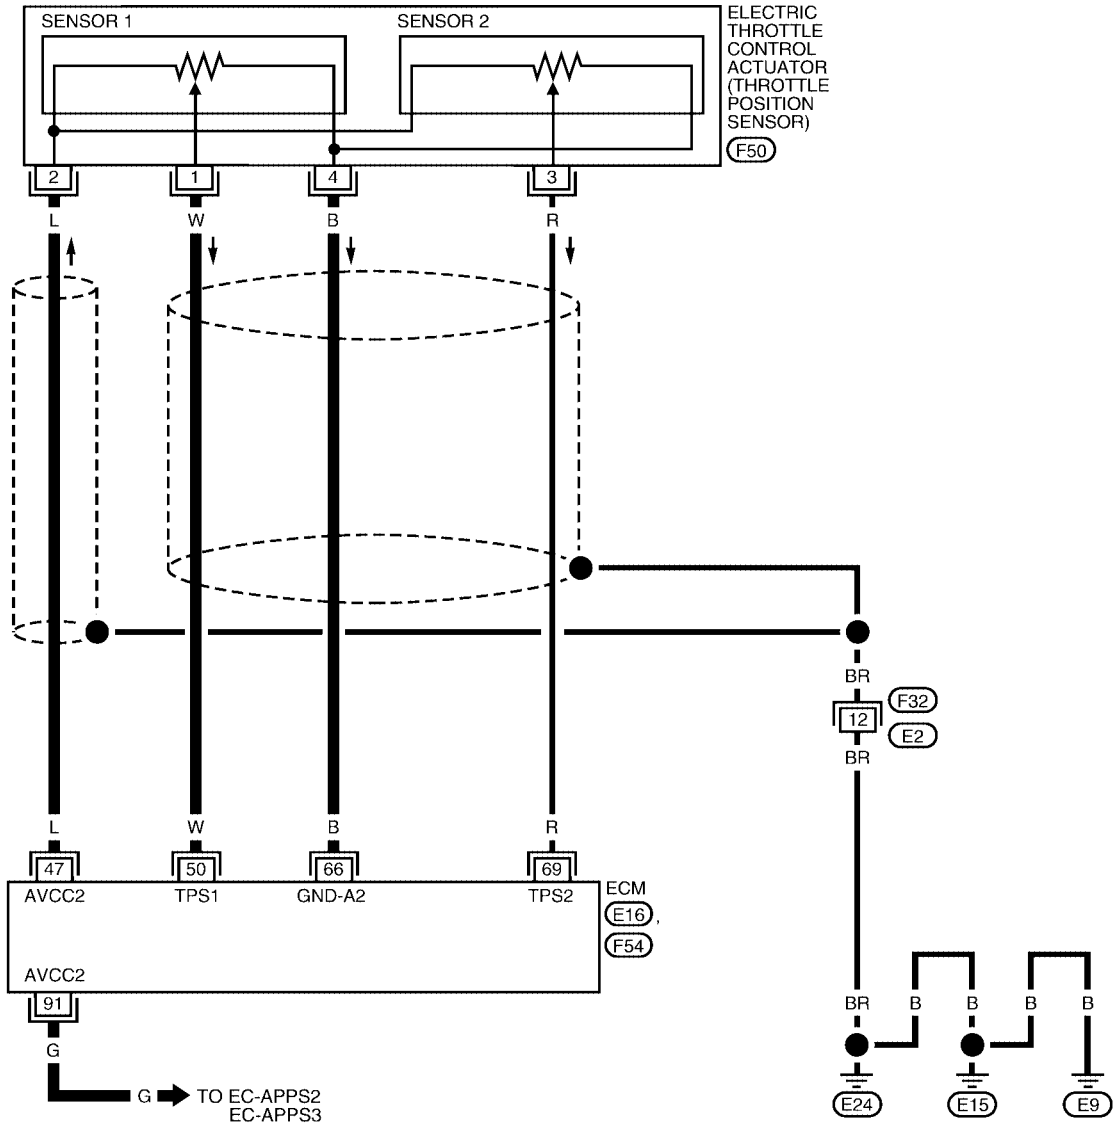 SENSOR 1
SENSOR 2
ELECTRIC
THROTTLE
CONTROL
ACTUATOR
(THROTTLE
POSITION
SENSOR)
F50
2
1
4
3
L
W
B
R
BR
F32
12
E2
BR
L
W
B
R
47
50
66
69
AVCC2
TPS1
GND-A2
TPS2
ECM
E16 ,
F54
AVCC2
91
G
G
TO EC-APPS2
EC-APPS3
BR
B
B
B
B
E24
E15
E9